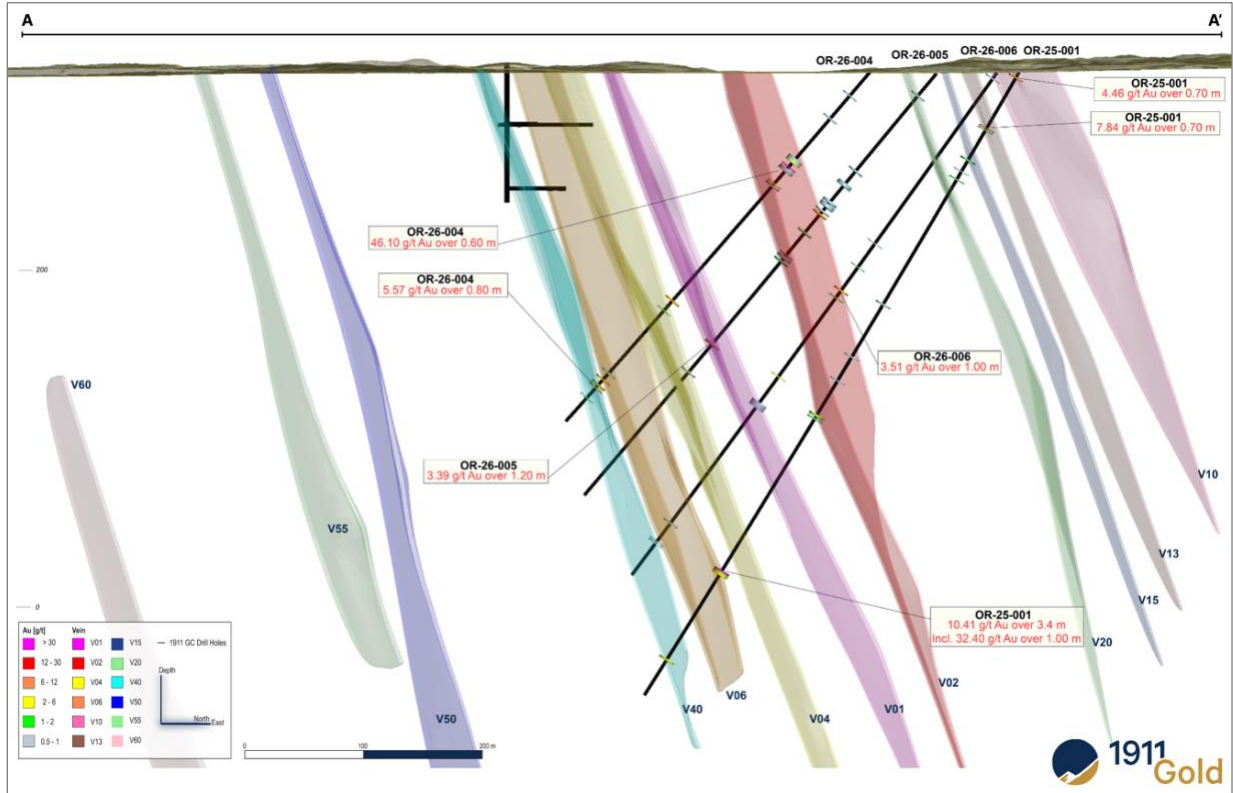 A
A'
OR-26-004
OR-26-005
OR-26-006
OR-25-001
OR-25-001
4.46 g/t Au over 0.70 m
OR-25-001
7.84 g/t Au over 0.70 m
OR-26-004
46.10 g/t Au over 0.60 m
200
OR-26-004
5.57 g/t Au over 0.80 m
OR-26-006
3.51 g/t Au over 1.00 m
V60
OR-26-005
3.39 g/t Au over 1.20 m
V10
V55
V13
0
V15
OR-25-001
10.41 g/t Au over 3.4 m
Incl. 32.40 g/t Au over 1.00 m
V20
V02
V06
V40
V01
V04
V50
Au [g/t]
Vein
> 30
V01
V15
1911 GC Drill Holes
12 - 30
V02
V20
6 - 12
V04
V40
2 - 6
V06
V50
1 - 2
V10
V55
0.5 - 1
V13
V60
Depth
North
East
0
100
200 m
1911
Gold